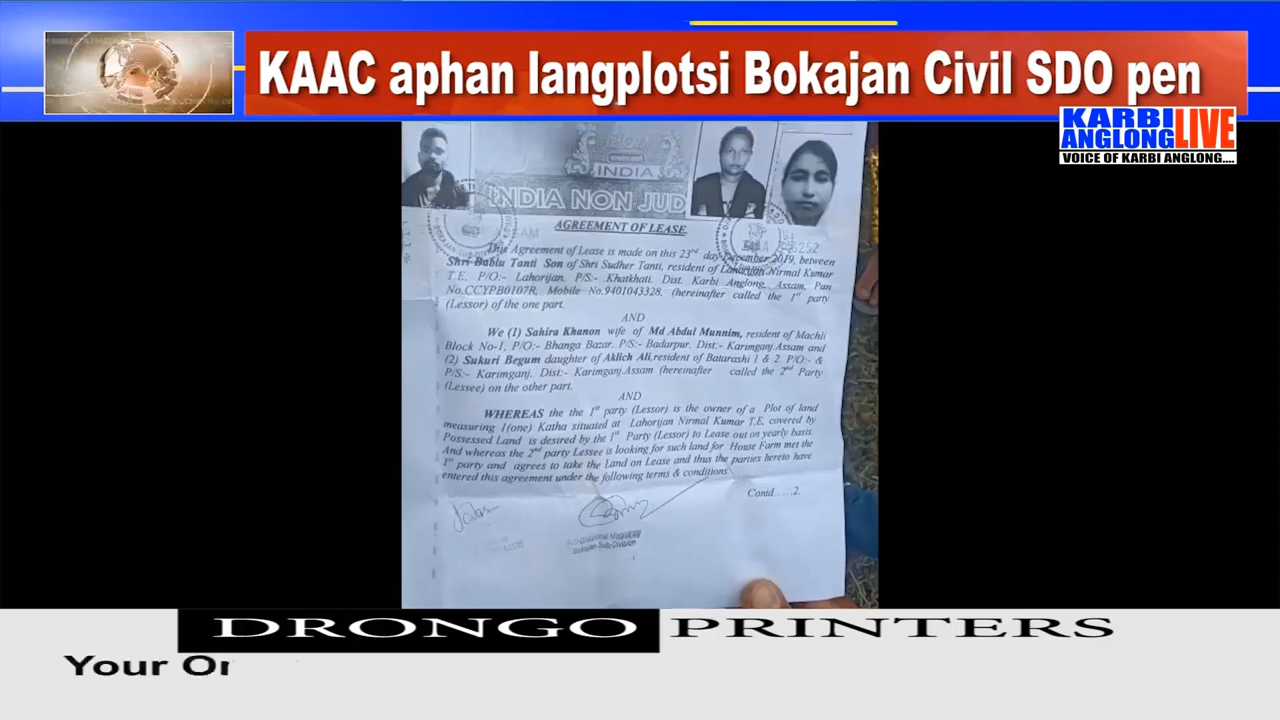 KAAC aphan langplotsi Bokajan Civil SDO pen
KARBI
ANGLONG LIVE
VOICE OF KARBI ANGLONG....
INDIA
INDIA NON JUD
AGREEMENT OF LEASE
This Agreement of Lease is made on this 23rd day December 2019, between
Shri Bablu Tanti Son of Shri Sudher Tanti, resident of Lahorijan Nirmal Kumar
T.E, P/O:- Lahorijan. P/S:- Khatkhati. Dist. Karbi Anglong, Assam, Pan
No.CCYPB0107R, Mobile No.9401043328, (hereinafter called the 1st party
(Lessor) of the one part.
AND
We (1) Sahira Khanon wife of Md Abdul Munnim, resident of Machli
Block No-1, P/O:- Bhanga Bazar. P/S:- Badarpur. Dist:- Karimganj.Assam and
(2) Sukuri Begum daughter of Aklich Ali,resident of Batarashi 1 & 2. P/O:- &
P/S:- Karimganj. Dist:- Karimganj.Assam (hereinafter called the 2nd Party
(Lessee) on the other part.
AND
WHEREAS the the 1st party (Lessor) is the owner of a Plot of land
measuring 1(one) Katha situated at Lahorijan Nirmal Kumar T.E, covered by
Possessed Land is desired by the 1st Party (Lessor) to Lease out on yearly basis.
And whereas the 2nd party Lessee is looking for such land for House Farm met the
1st party and agrees to take the Land on Lease and thus the parties hereto have
entered this agreement under the following terms & conditions.
Contd.....2.
Sub-Divisional Magistrate
Bokajan Sub-Division
DRONGO PRINTERS
Your Or